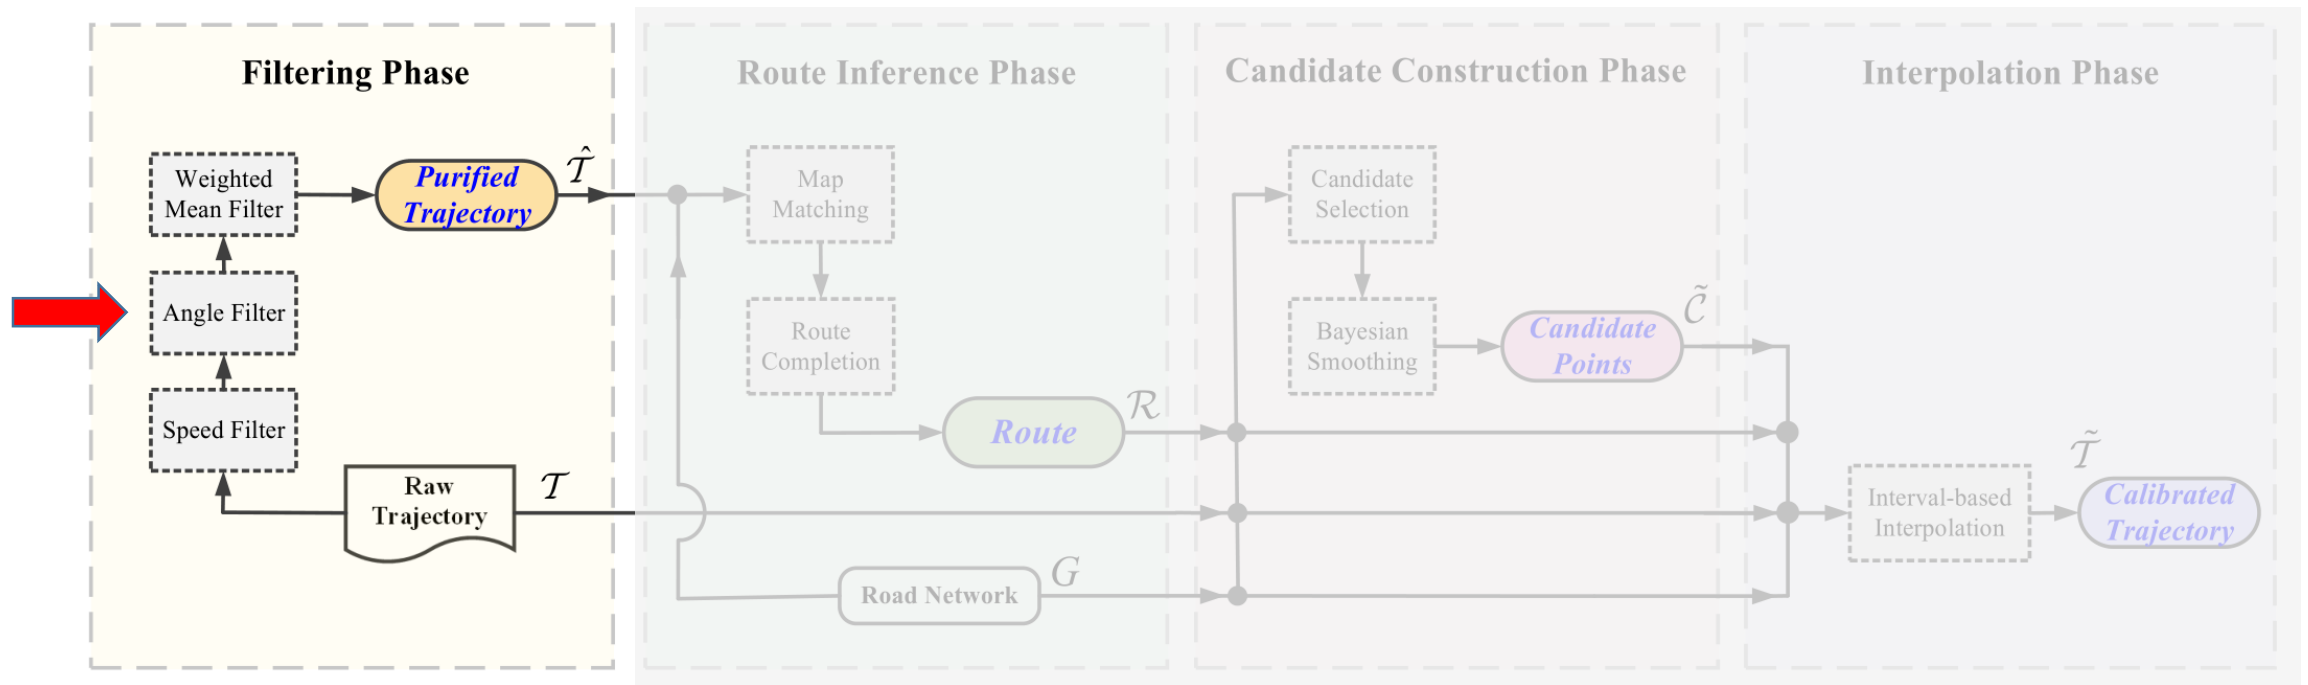 Filtering Phase
Weighted
Mean Filter
Purified
Trajectory
𝒯̂
Angle Filter
Speed Filter
Raw
Trajectory
𝒯
Route Inference Phase
Map
Matching
Route
Completion
Route
ℛ
Road Network
G
Candidate Construction Phase
Candidate
Selection
Bayesian
Smoothing
Candidate
Points
𝒞̃
Interpolation Phase
Interval-based
Interpolation
𝒯̃
Calibrated
Trajectory